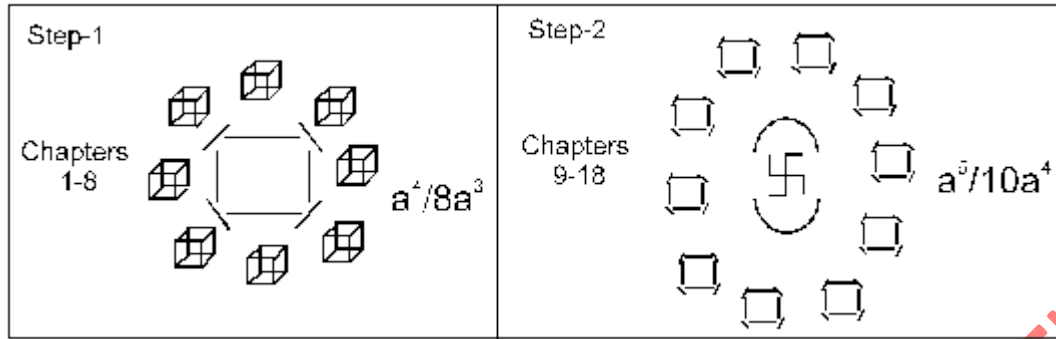 Step-1
Chapters
1-8
a⁴/8a³
Step-2
Chapters
9-18
a⁵/10a⁴